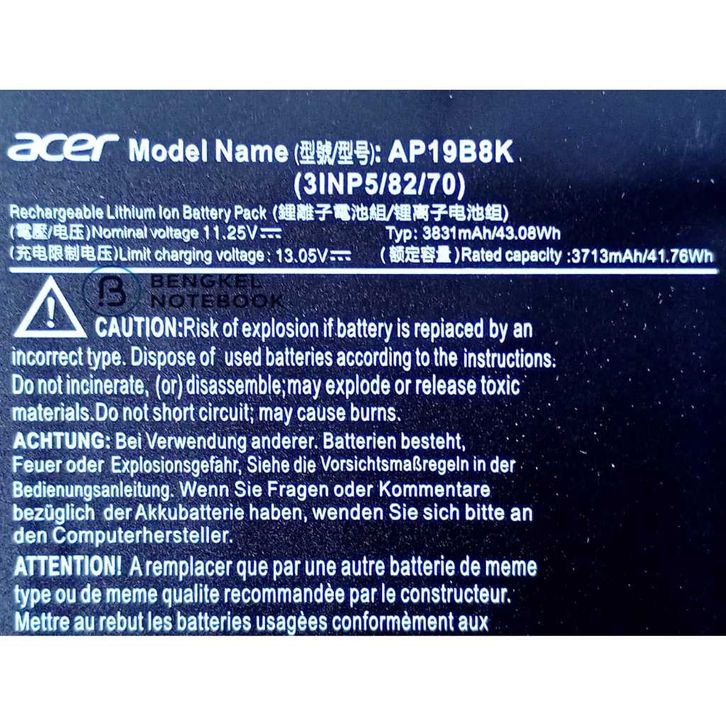 acer Model Name (型號/型号): AP19B8K
(3INP5/82/70)
Rechargeable Lithium Ion Battery Pack (鋰離子電池組/锂离子电池组)
(電壓/电压) Nominal voltage 11.25V⎓ Typ: 3831mAh/43.08Wh
(充电限制电压) Limit charging voltage: 13.05V⎓ (额定容量) Rated capacity :3713mAh/41.76Wh
BENGKEL
NOTEBOOK
CAUTION:Risk of explosion if battery is replaced by an
incorrect type. Dispose of used batteries according to the instructions.
Do not incinerate, (or) disassemble;may explode or release toxic
materials.Do not short circuit; may cause burns.
ACHTUNG: Bei Verwendung anderer. Batterien besteht,
Feuer oder Explosionsgefahr, Siehe die Vorsichtsmaßregeln in der
Bedienungsanleitung. Wenn Sie Fragen oder Kommentare
bezüglich der Akkubatterie haben, wenden Sie sich bitte an
den Computerhersteller.
ATTENTION! A remplacer que par une autre batterie de meme
type ou de meme qualite recommandèe par le constructeur.
Mettre au rebut les batteries usagées conformément aux